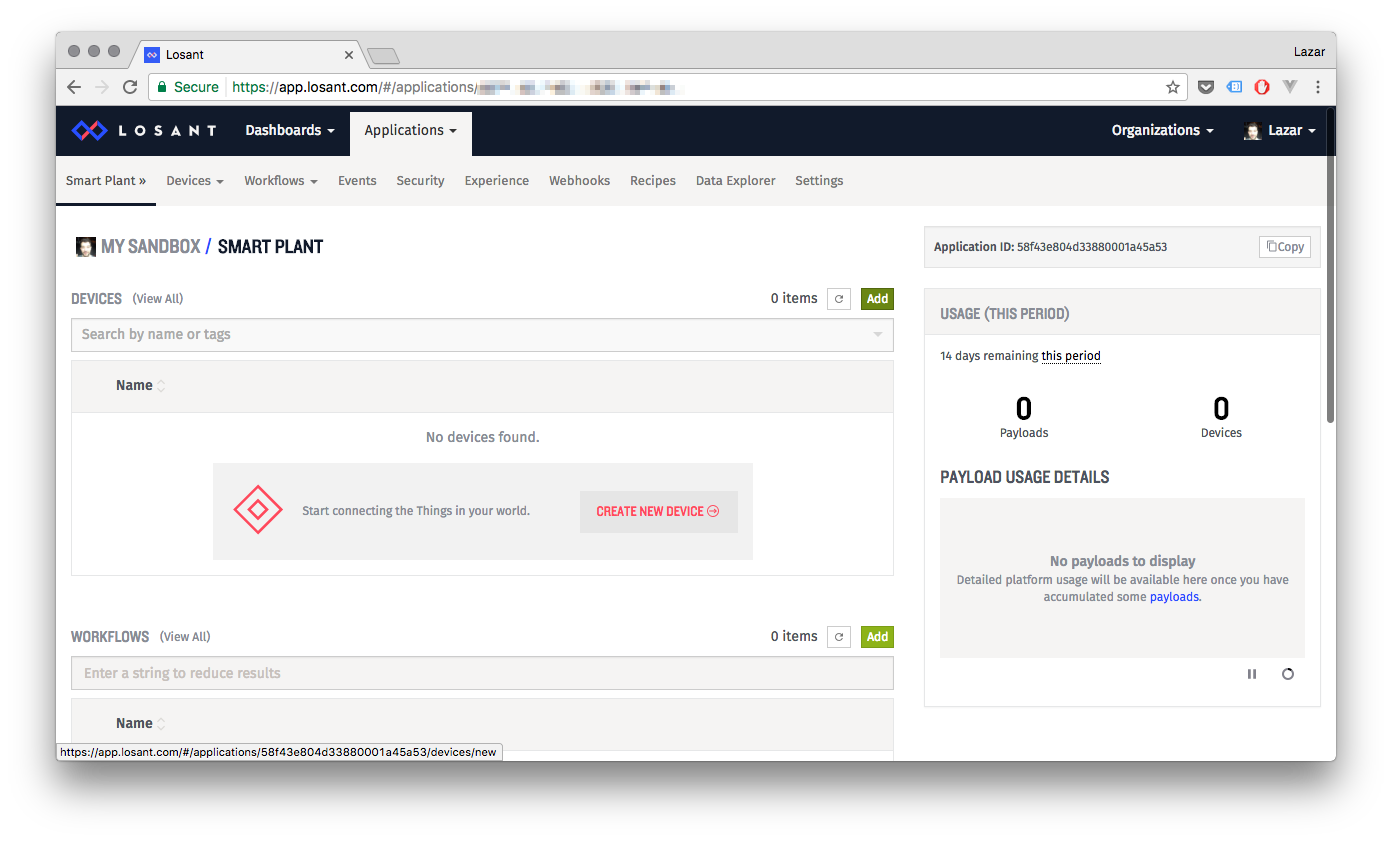 Losant
Lazar
Secure https://app.losant.com/#/applications/
LOSANT Dashboards Applications Organizations Lazar
Smart Plant » Devices Workflows Events Security Experience Webhooks Recipes Data Explorer Settings
MY SANDBOX / SMART PLANT
Application ID: 58f43e804d33880001a45a53 Copy
DEVICES (View All) 0 items Add
Search by name or tags
Name
No devices found.
Start connecting the Things in your world. CREATE NEW DEVICE
USAGE (THIS PERIOD)
14 days remaining this period
0 0
Payloads Devices
PAYLOAD USAGE DETAILS
No payloads to display
Detailed platform usage will be available here once you have
accumulated some payloads.
WORKFLOWS (View All) 0 items Add
Enter a string to reduce results
Name
https://app.losant.com/#/applications/58f43e804d33880001a45a53/devices/new